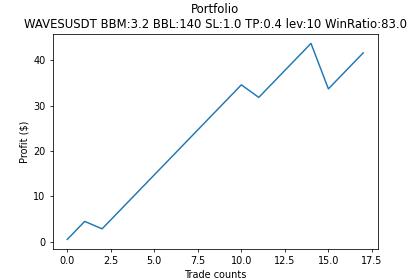 Portfolio
WAVESUSDT BBM:3.2 BBL:140 SL:1.0 TP:0.4 lev:10 WinRatio:83.0
40
30
20
10
0
Profit ($)
0.0 2.5 5.0 7.5 10.0 12.5 15.0 17.5
Trade counts